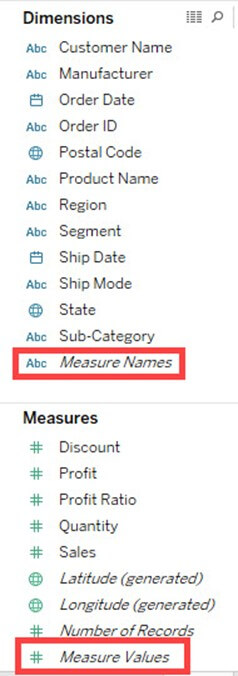 Dimensions
Abc Customer Name
Abc Manufacturer
Order Date
Abc Order ID
Postal Code
Abc Product Name
Abc Region
Abc Segment
Ship Date
Abc Ship Mode
State
Abc Sub-Category
Abc Measure Names
Measures
# Discount
# Profit
# Profit Ratio
# Quantity
# Sales
Latitude (generated)
Longitude (generated)
# Number of Records
# Measure Values